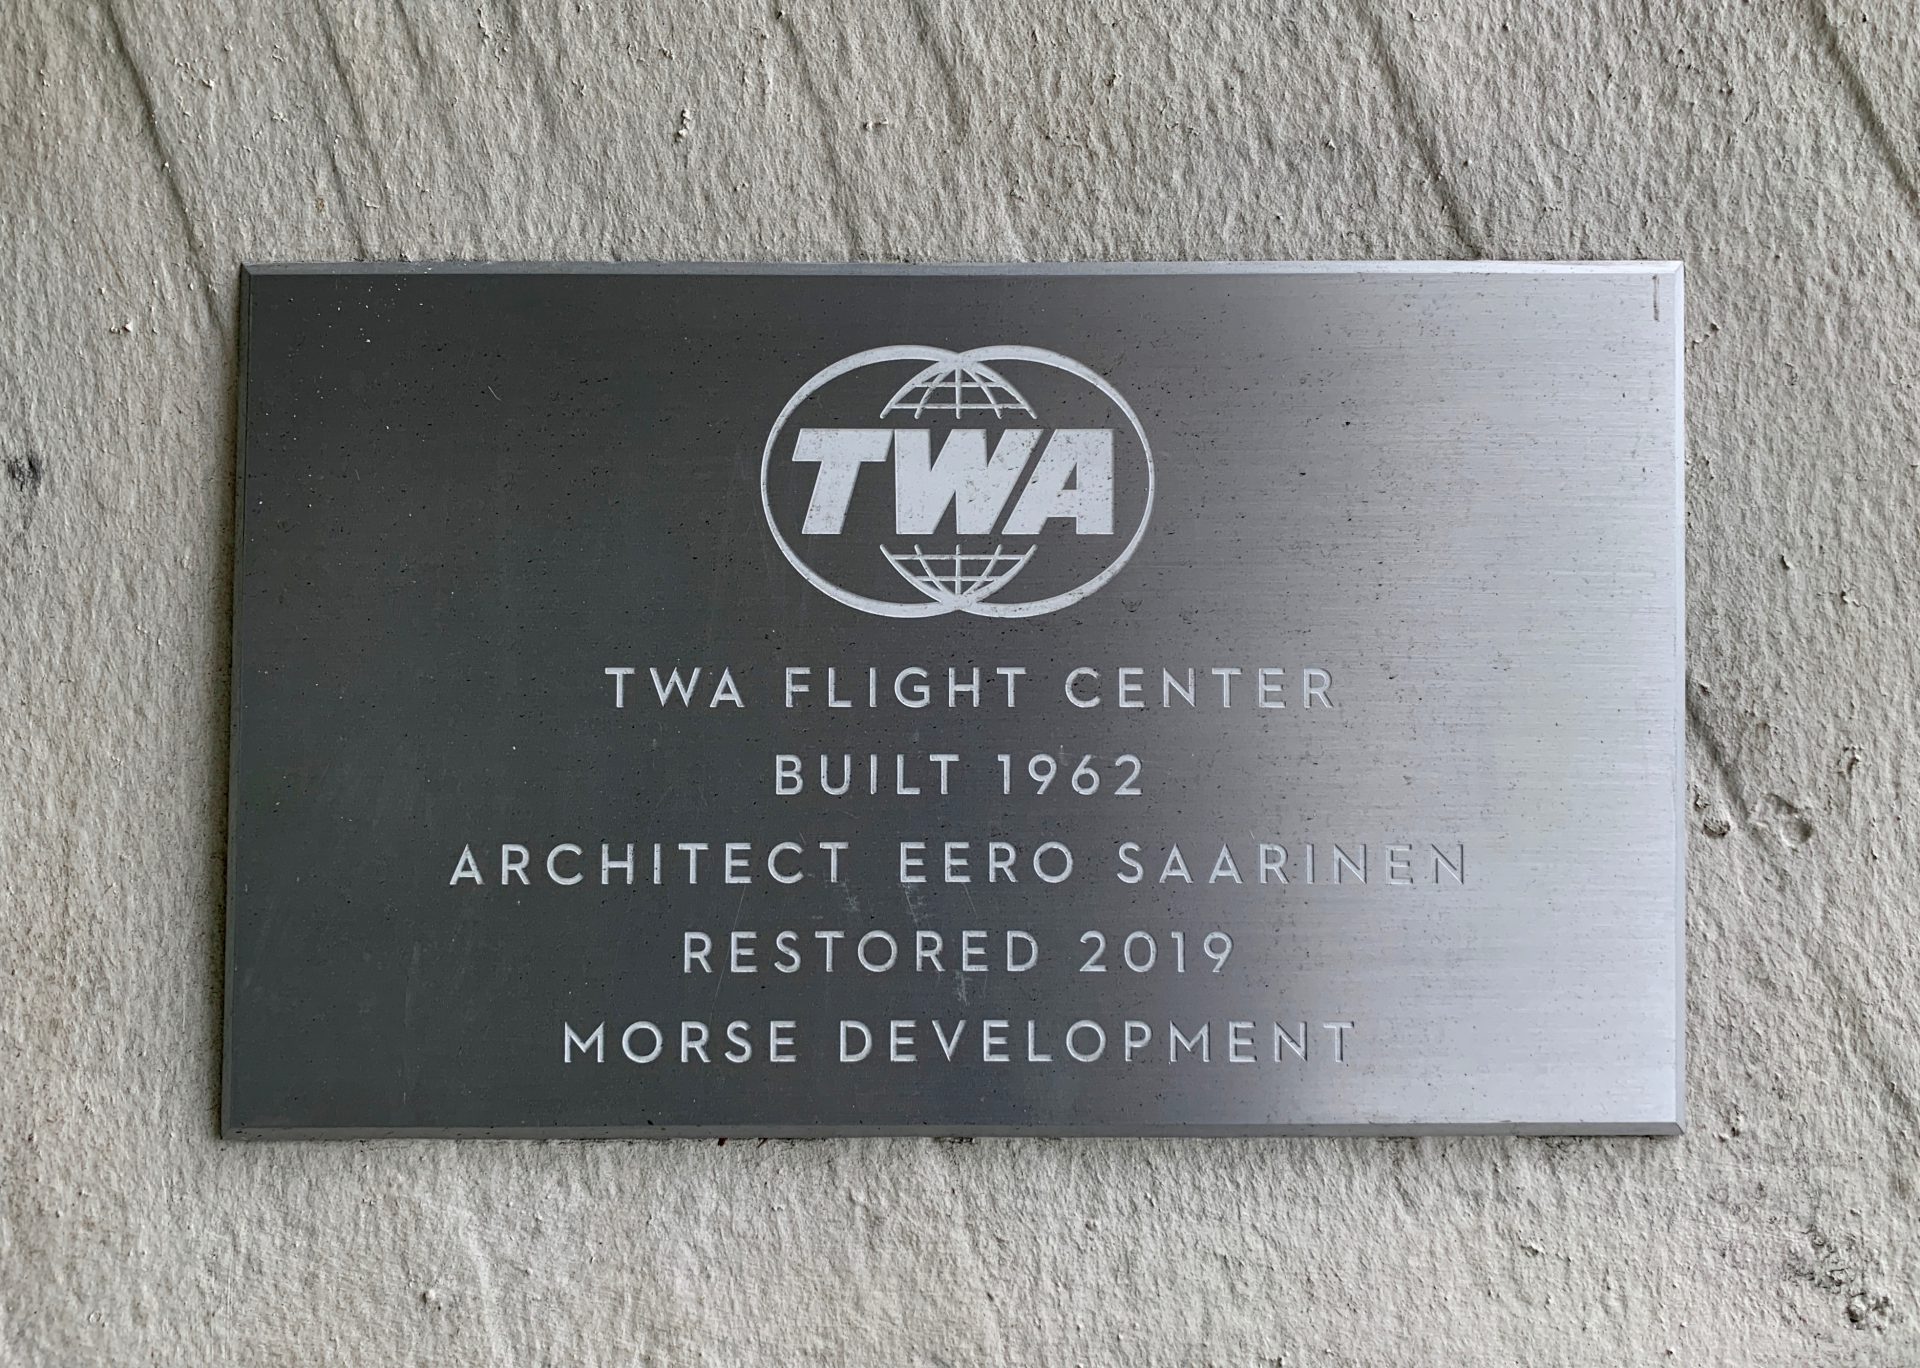 TWA
TWA FLIGHT CENTER
BUILT 1962
ARCHITECT EERO SAARINEN
RESTORED 2019
MORSE DEVELOPMENT